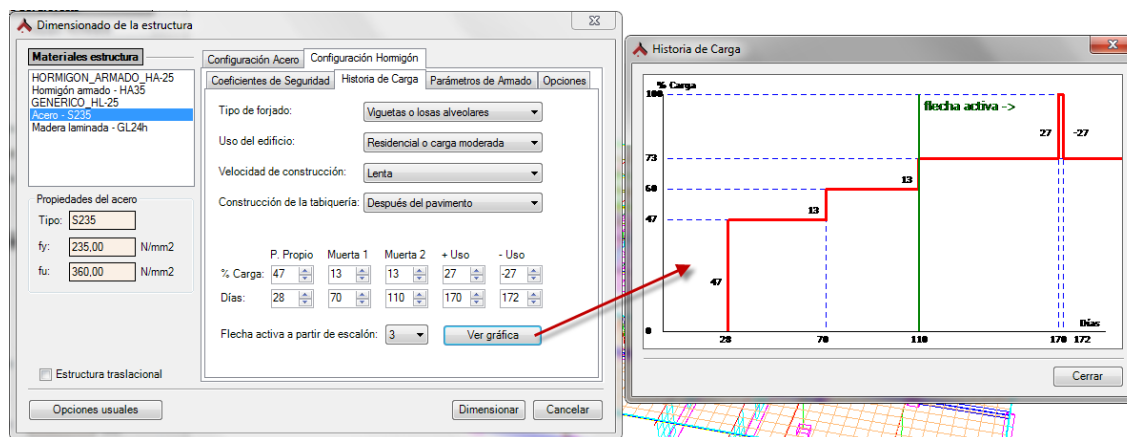 Dimensionado de la estructura
Materiales estructura
HORMIGON_ARMADO_HA-25
Hormigón armado - HA35
GENERICO_HL-25
Acero - S235
Madera laminada - GL24h
Propiedades del acero
Tipo: S235
fy: 235,00 N/mm2
fu: 360,00 N/mm2
Estructura traslacional
Configuración Acero Configuración Hormigón
Coeficientes de Seguridad Historia de Carga Parámetros de Armado Opciones
Tipo de forjado: Viguetas o losas alveolares
Uso del edificio: Residencial o carga moderada
Velocidad de construcción: Lenta
Construcción de la tabiquería: Después del pavimento
P. Propio Muerta 1 Muerta 2 + Uso - Uso
% Carga: 47 13 13 27 -27
Días: 28 70 110 170 172
Flecha activa a partir de escalón: 3 Ver gráfica
Opciones usuales Dimensionar Cancelar
Historia de Carga
% Carga
100
flecha activa ->
27 -27
73
13
60
13
47
47
0
Días
28 70 110 170 172
Cerrar